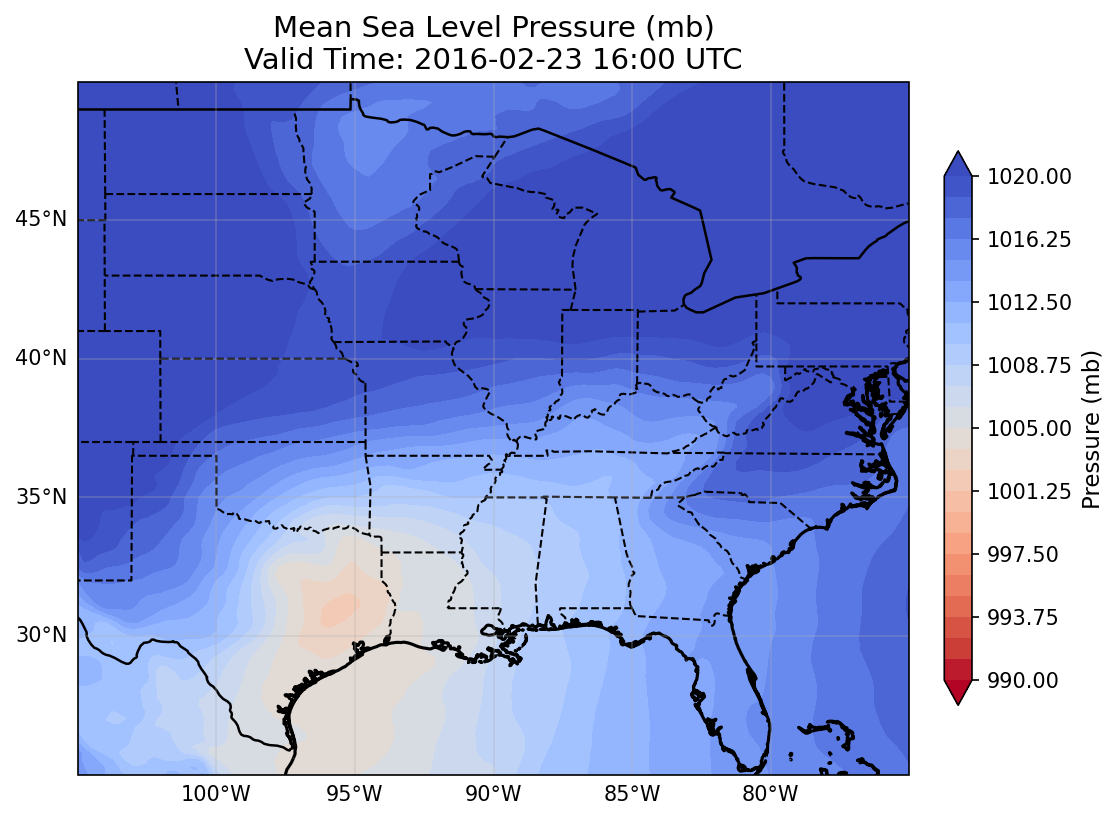 Mean Sea Level Pressure (mb)
Valid Time: 2016-02-23 16:00 UTC
45°N
40°N
35°N
30°N
100°W
95°W
90°W
85°W
80°W
1020.00
1016.25
1012.50
1008.75
1005.00
1001.25
997.50
993.75
990.00
Pressure (mb)